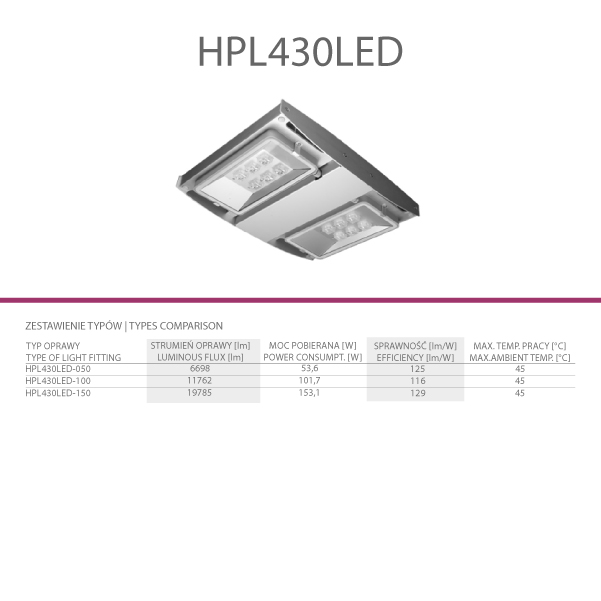 HPL430LED
ZESTAWIENIE TYPÓW | TYPES COMPARISON
TYP OPRAWY STRUMIEŃ OPRAWY [lm] MOC POBIERANA [W] SPRAWNOŚĆ [lm/W] MAX. TEMP. PRACY [°C]
TYPE OF LIGHT FITTING LUMINOUS FLUX [lm] POWER CONSUMPT. [W] EFFICIENCY [lm/W] MAX.AMBIENT TEMP. [°C]
HPL430LED-050 6698 53,6 125 45
HPL430LED-100 11762 101,7 116 45
HPL430LED-150 19785 153,1 129 45